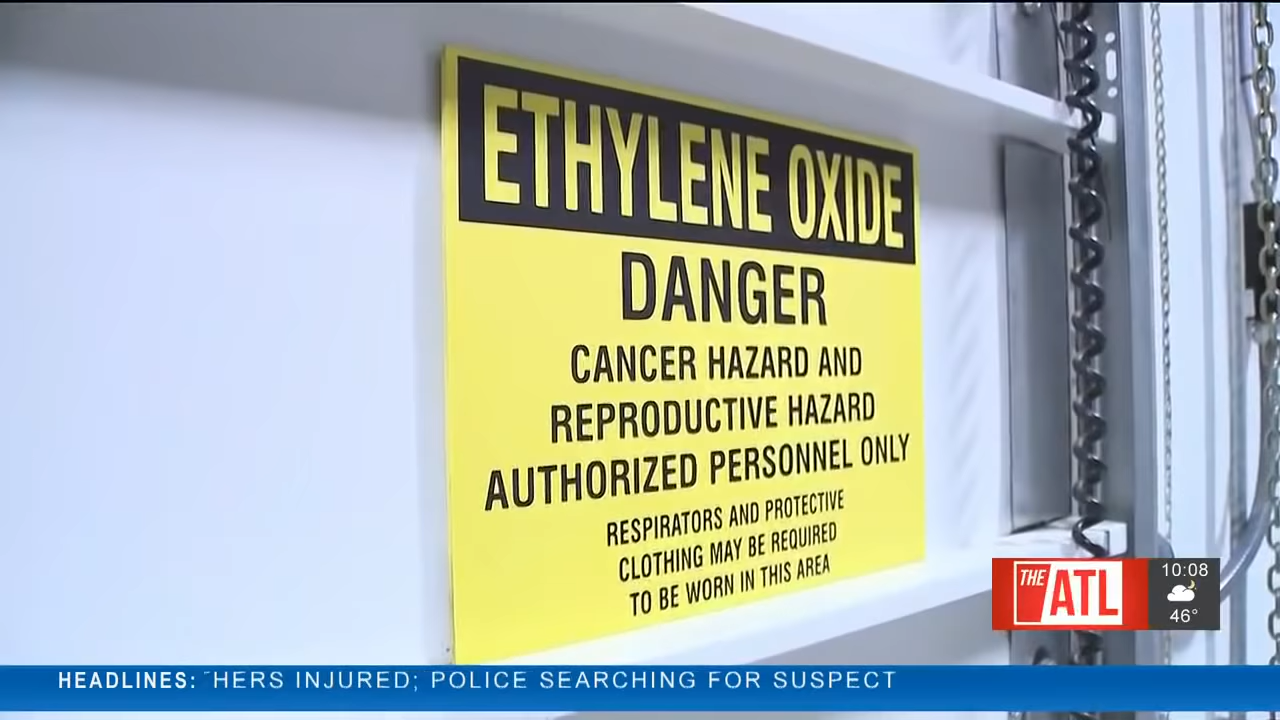 ETHYLENE OXIDE
DANGER
CANCER HAZARD AND
REPRODUCTIVE HAZARD
AUTHORIZED PERSONNEL ONLY
RESPIRATORS AND PROTECTIVE
CLOTHING MAY BE REQUIRED
TO BE WORN IN THIS AREA
THE ATL
10:08
46°
HEADLINES: HERS INJURED; POLICE SEARCHING FOR SUSPECT